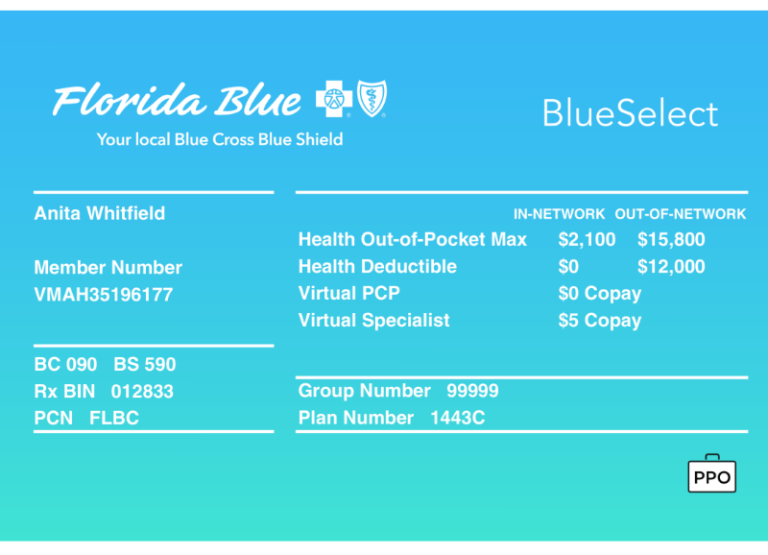 Florida Blue
Your local Blue Cross Blue Shield
BlueSelect
Anita Whitfield
Member Number
VMAH35196177
BC 090 BS 590
Rx BIN 012833
PCN FLBC
IN-NETWORK OUT-OF-NETWORK
Health Out-of-Pocket Max $2,100 $15,800
Health Deductible $0 $12,000
Virtual PCP $0 Copay
Virtual Specialist $5 Copay
Group Number 99999
Plan Number 1443C
PPO